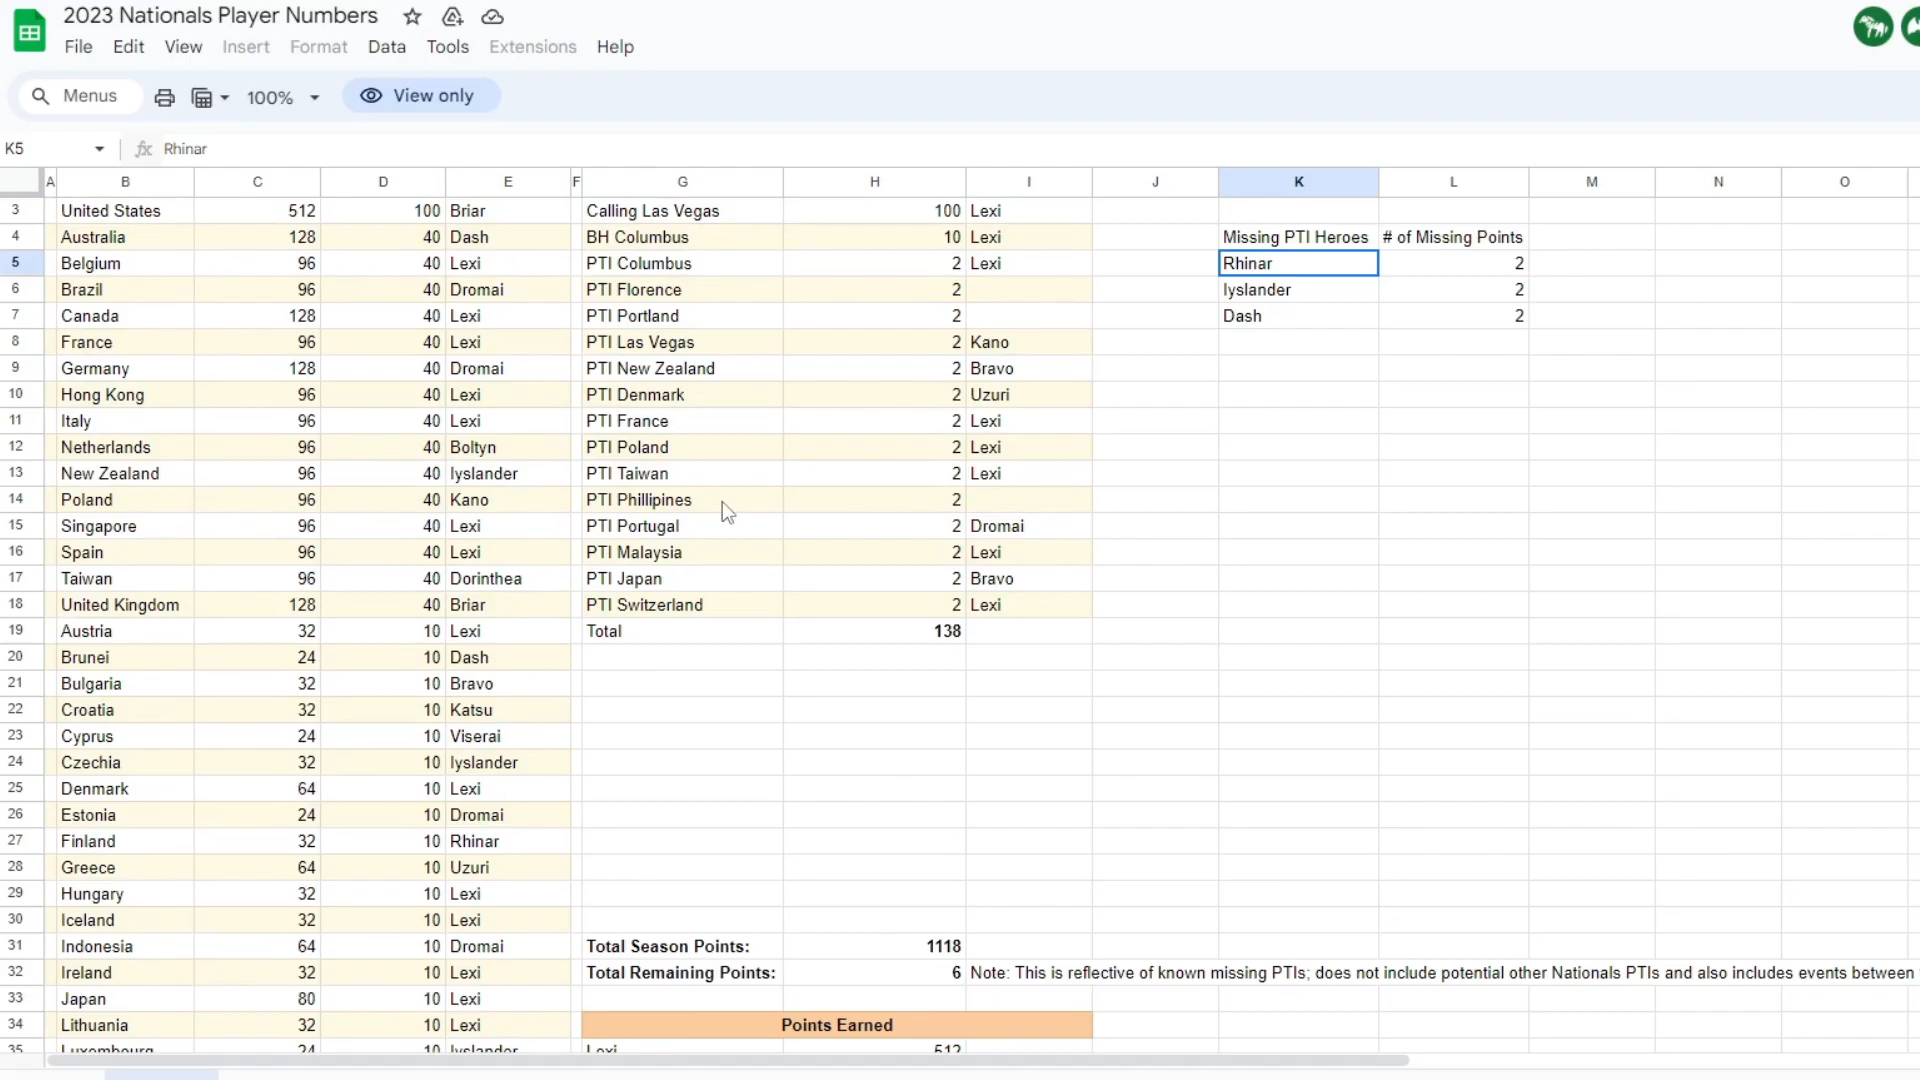 2023 Nationals Player Numbers
File Edit View Insert Format Data Tools Extensions Help
Menus 100% View only
K5 fx Rhinar
A B C D E F G H I J K L M N O
3 United States 512 100 Briar Calling Las Vegas 100 Lexi
4 Australia 128 40 Dash BH Columbus 10 Lexi Missing PTI Heroes # of Missing Points
5 Belgium 96 40 Lexi PTI Columbus 2 Lexi Rhinar 2
6 Brazil 96 40 Dromai PTI Florence 2 Iyslander 2
7 Canada 128 40 Lexi PTI Portland 2 Dash 2
8 France 96 40 Lexi PTI Las Vegas 2 Kano
9 Germany 128 40 Dromai PTI New Zealand 2 Bravo
10 Hong Kong 96 40 Lexi PTI Denmark 2 Uzuri
11 Italy 96 40 Lexi PTI France 2 Lexi
12 Netherlands 96 40 Boltyn PTI Poland 2 Lexi
13 New Zealand 96 40 Iyslander PTI Taiwan 2 Lexi
14 Poland 96 40 Kano PTI Phillipines 2
15 Singapore 96 40 Lexi PTI Portugal 2 Dromai
16 Spain 96 40 Lexi PTI Malaysia 2 Lexi
17 Taiwan 96 40 Dorinthea PTI Japan 2 Bravo
18 United Kingdom 128 40 Briar PTI Switzerland 2 Lexi
19 Austria 32 10 Lexi Total 138
20 Brunei 24 10 Dash
21 Bulgaria 32 10 Bravo
22 Croatia 32 10 Katsu
23 Cyprus 24 10 Viserai
24 Czechia 32 10 Iyslander
25 Denmark 64 10 Lexi
26 Estonia 24 10 Dromai
27 Finland 32 10 Rhinar
28 Greece 64 10 Uzuri
29 Hungary 32 10 Lexi
30 Iceland 32 10 Lexi
31 Indonesia 64 10 Dromai Total Season Points: 1118
32 Ireland 32 10 Lexi Total Remaining Points: 6 Note: This is reflective of known missing PTIs; does not include potential other Nationals PTIs and also includes events between
33 Japan 80 10 Lexi
34 Lithuania 32 10 Lexi Points Earned
35 Luxembourg 24 10 Iyslander Lexi 512